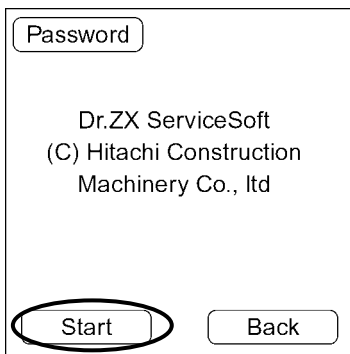 Password
Dr.ZX ServiceSoft
(C) Hitachi Construction
Machinery Co., ltd
Start
Back